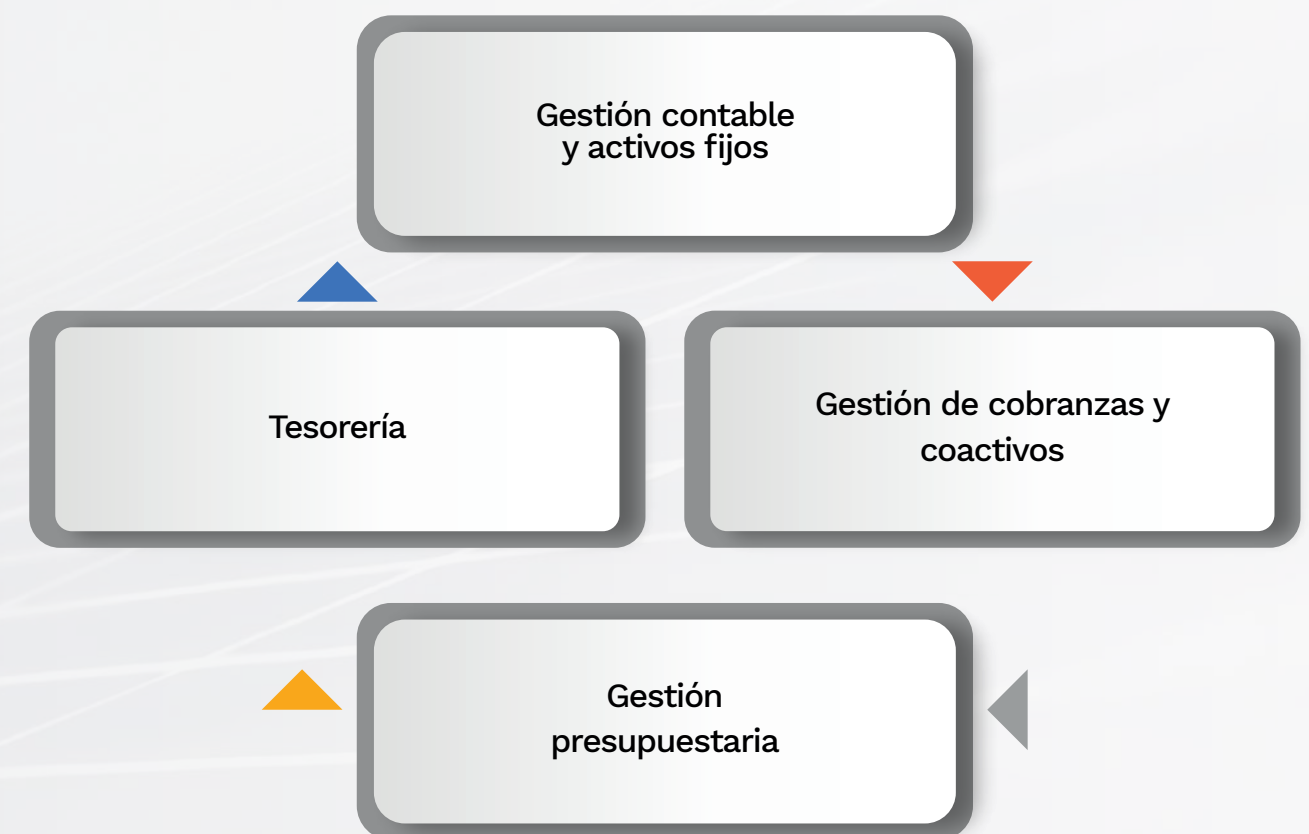 Gestión contable
y activos fijos
Tesorería
Gestión de cobranzas y
coactivos
Gestión
presupuestaria